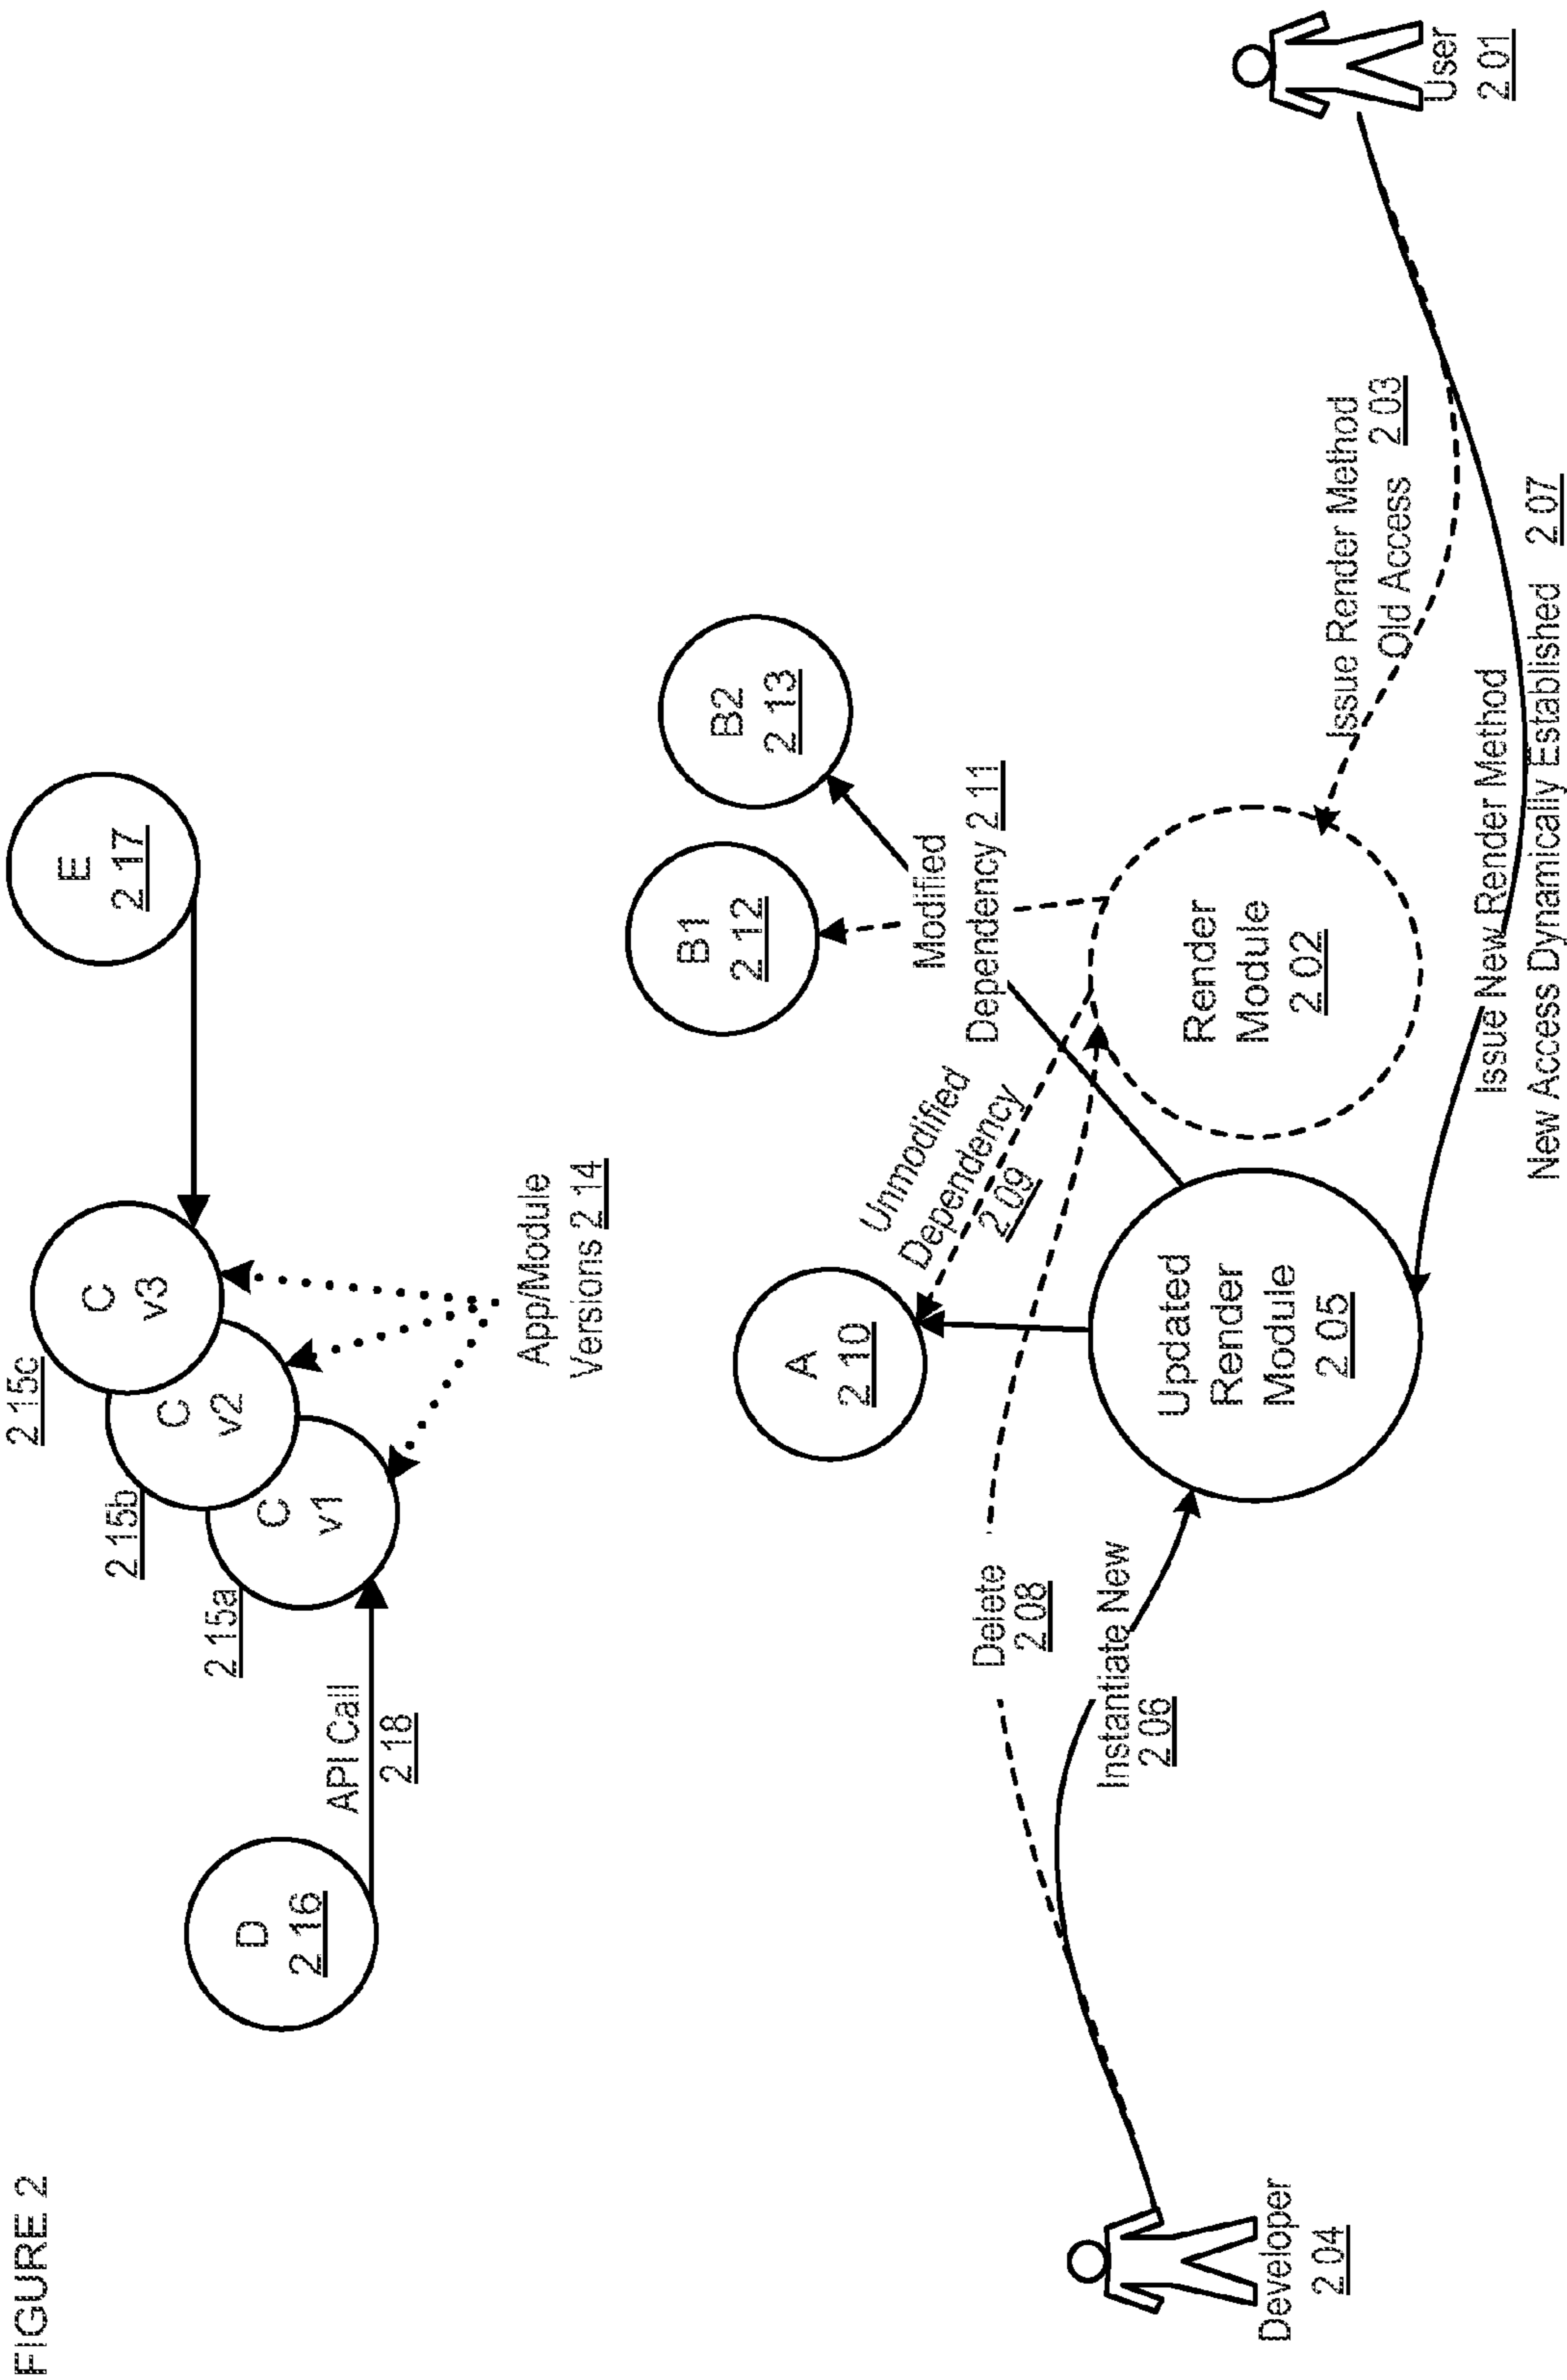 FIGURE 2
D
2 16
API Call
2 18
2 15a
C
v1
2 15b
C
v2
2 15c
C
v3
E
2 17
App/Module
Versions 2 14
Developer
2 04
Delete
2 08
Instantiate New
2 06
A
2 10
Unmodified
Dependency
2 09
B1
2 12
B2
2 13
Modified
Dependency 2 11
Updated
Render
Module
2 05
Render
Module
2 02
Issue Render Method
Old Access 2 03
Issue New Render Method
New Access Dynamically Established 2 07
User
2 01